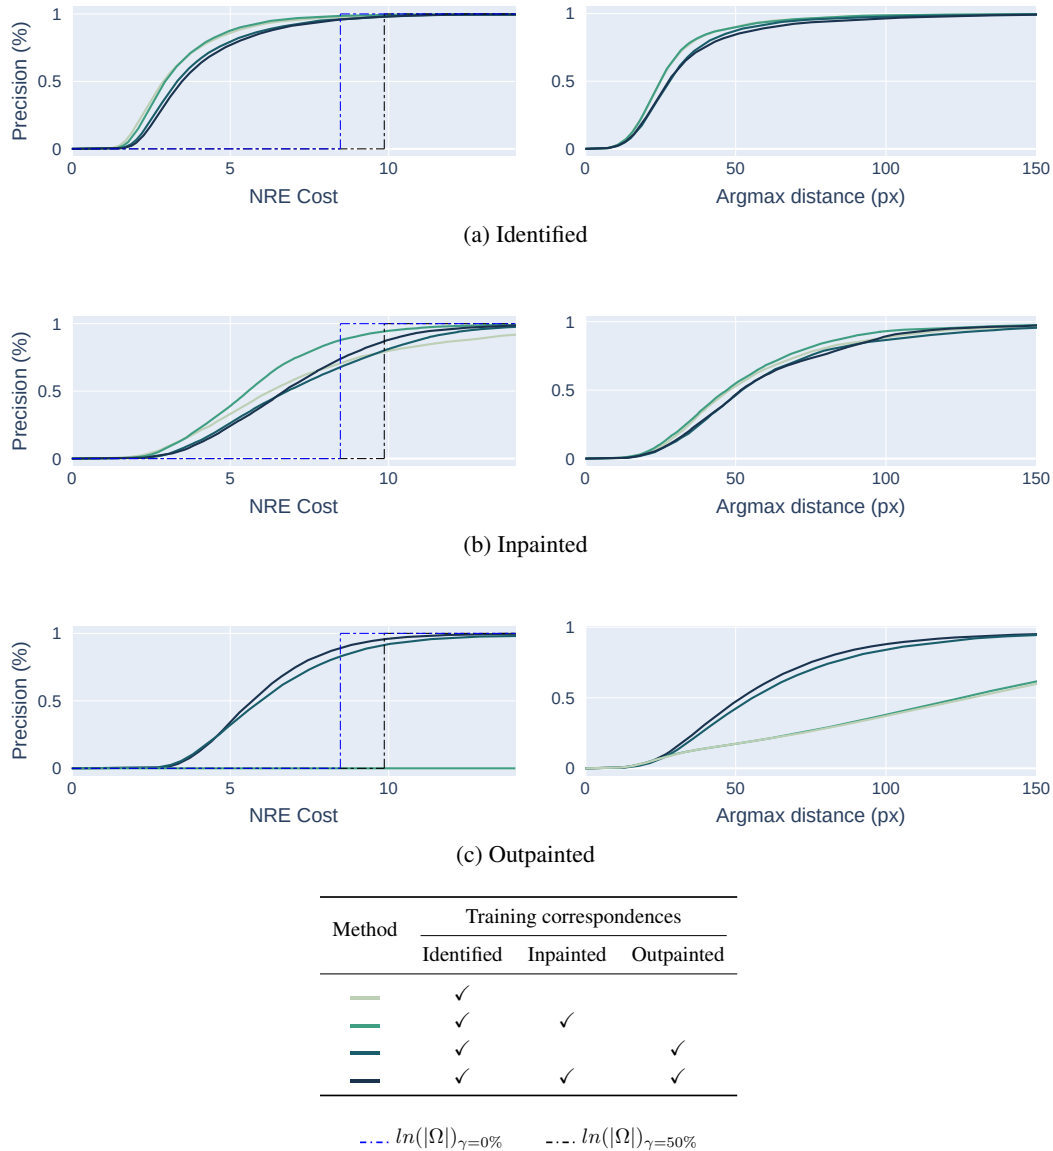 Precision (%)
1
0.5
0
0 5 10
NRE Cost
1
0.5
0
0 50 100 150
Argmax distance (px)
(a) Identified
Precision (%)
1
0.5
0
0 5 10
NRE Cost
1
0.5
0
0 50 100 150
Argmax distance (px)
(b) Inpainted
Precision (%)
1
0.5
0
0 5 10
NRE Cost
1
0.5
0
0 50 100 150
Argmax distance (px)
(c) Outpainted
Method Training correspondences
Identified Inpainted Outpainted
✓
✓ ✓
✓ ✓
✓ ✓ ✓
ln(|Ω|)γ=0% ln(|Ω|)γ=50%